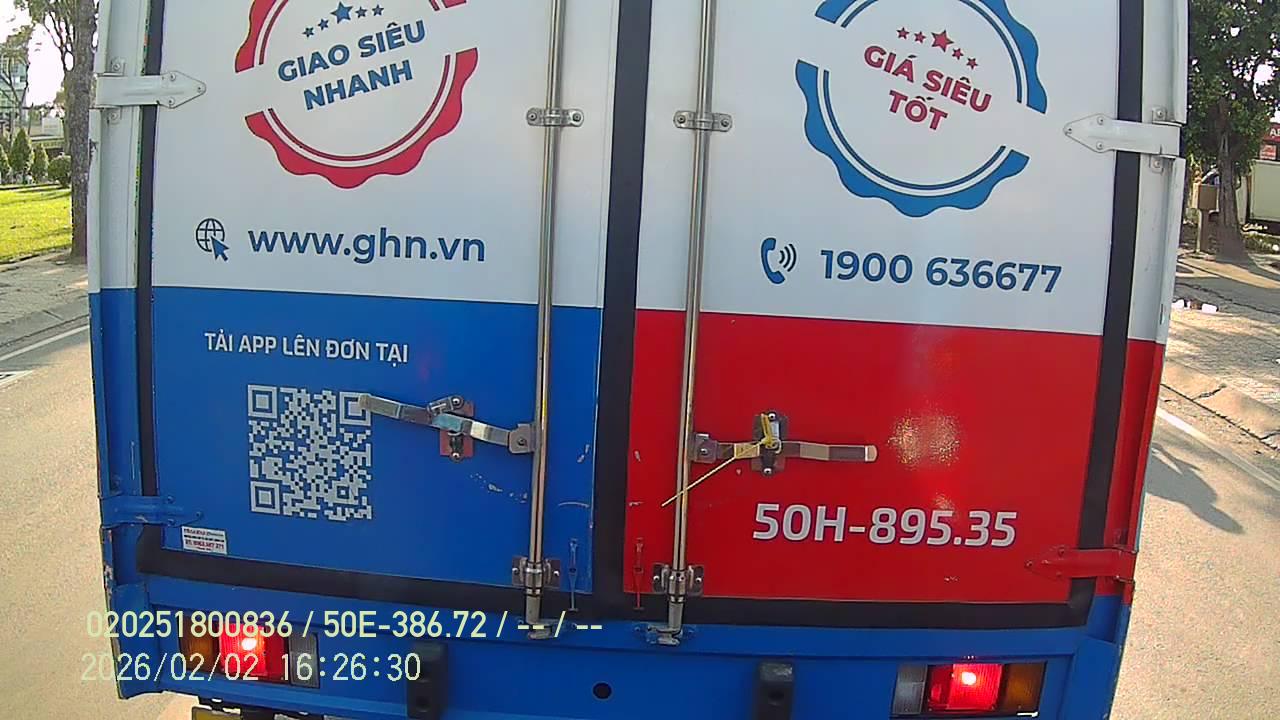 GIAO SIÊU
NHANH
GIÁ SIÊU
TỐT
www.ghn.vn
1900 636677
TẢI APP LÊN ĐƠN TẠI
50H-895.35
020251800836 / 50E-386.72 / -- / --
2026/02/02 16:26:30